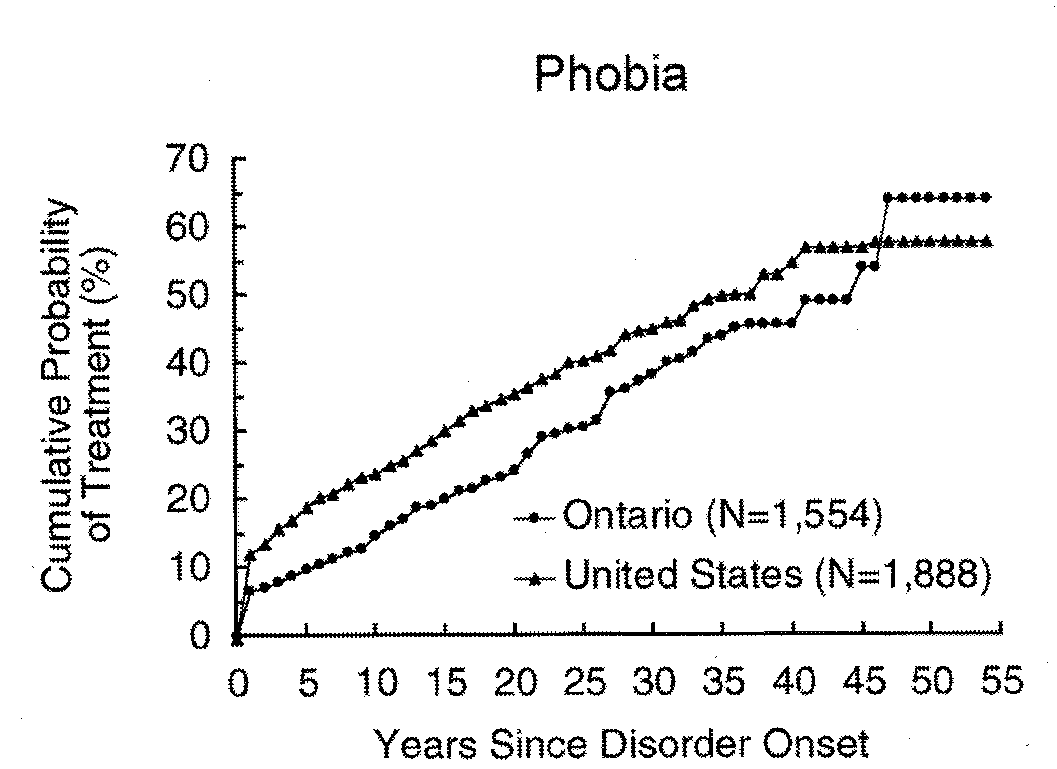 Phobia
70
60
50
40
30
20
10
0
Cumulative Probability
of Treatment (%)
Ontario (N=1,554)
United States (N=1,888)
0 5 10 15 20 25 30 35 40 45 50 55
Years Since Disorder Onset